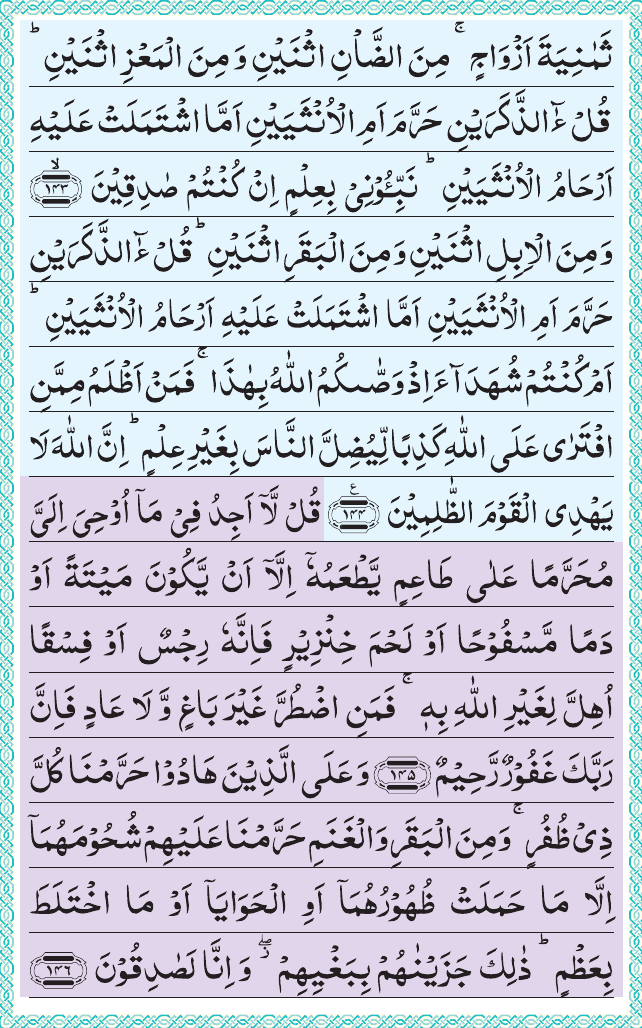 ثَمٰنِیَةَ اَزْوَاجٍ ۚ مِنَ الضَّاْنِ اثْنَیْنِ وَ مِنَ الْمَعْزِ اثْنَیْنِ ؕ
قُلْ ءٰٓالذَّكَرَیْنِ حَرَّمَ اَمِ الْاُنْثَیَیْنِ اَمَّا اشْتَمَلَتْ عَلَیْهِ
اَرْحَامُ الْاُنْثَیَیْنِ ؕ نَبِّـُٔوْنِیْ بِعِلْمٍ اِنْ كُنْتُمْ صٰدِقِیْنَ ﴿۱۴۳﴾ۙ
وَ مِنَ الْاِبِلِ اثْنَیْنِ وَ مِنَ الْبَقَرِ اثْنَیْنِ ؕ قُلْ ءٰٓالذَّكَرَیْنِ
حَرَّمَ اَمِ الْاُنْثَیَیْنِ اَمَّا اشْتَمَلَتْ عَلَیْهِ اَرْحَامُ الْاُنْثَیَیْنِ ؕ
اَمْ كُنْتُمْ شُهَدَآءَ اِذْ وَصّٰىكُمُ اللّٰهُ بِهٰذَا ۚ فَمَنْ اَظْلَمُ مِمَّنِ
افْتَرٰی عَلَی اللّٰهِ كَذِبًا لِّیُضِلَّ النَّاسَ بِغَیْرِ عِلْمٍ ؕ اِنَّ اللّٰهَ لَا
یَهْدِی الْقَوْمَ الظّٰلِمِیْنَ ﴿۱۴۴﴾ع قُلْ لَّاۤ اَجِدُ فِیْ مَاۤ اُوْحِیَ اِلَیَّ
مُحَرَّمًا عَلٰی طَاعِمٍ یَّطْعَمُهٗۤ اِلَّاۤ اَنْ یَّكُوْنَ مَیْتَةً اَوْ
دَمًا مَّسْفُوْحًا اَوْ لَحْمَ خِنْزِیْرٍ فَاِنَّهٗ رِجْسٌ اَوْ فِسْقًا
اُهِلَّ لِغَیْرِ اللّٰهِ بِهٖ ۚ فَمَنِ اضْطُرَّ غَیْرَ بَاغٍ وَّ لَا عَادٍ فَاِنَّ
رَبَّكَ غَفُوْرٌ رَّحِیْمٌ ﴿۱۴۵﴾ وَ عَلَی الَّذِیْنَ هَادُوْا حَرَّمْنَا كُلَّ
ذِیْ ظُفُرٍ ۚ وَ مِنَ الْبَقَرِ وَ الْغَنَمِ حَرَّمْنَا عَلَیْهِمْ شُحُوْمَهُمَاۤ
اِلَّا مَا حَمَلَتْ ظُهُوْرُهُمَاۤ اَوِ الْحَوَایَاۤ اَوْ مَا اخْتَلَطَ
بِعَظْمٍ ؕ ذٰلِكَ جَزَیْنٰهُمْ بِبَغْیِهِمْ ۖؗ وَ اِنَّا لَصٰدِقُوْنَ ﴿۱۴۶﴾